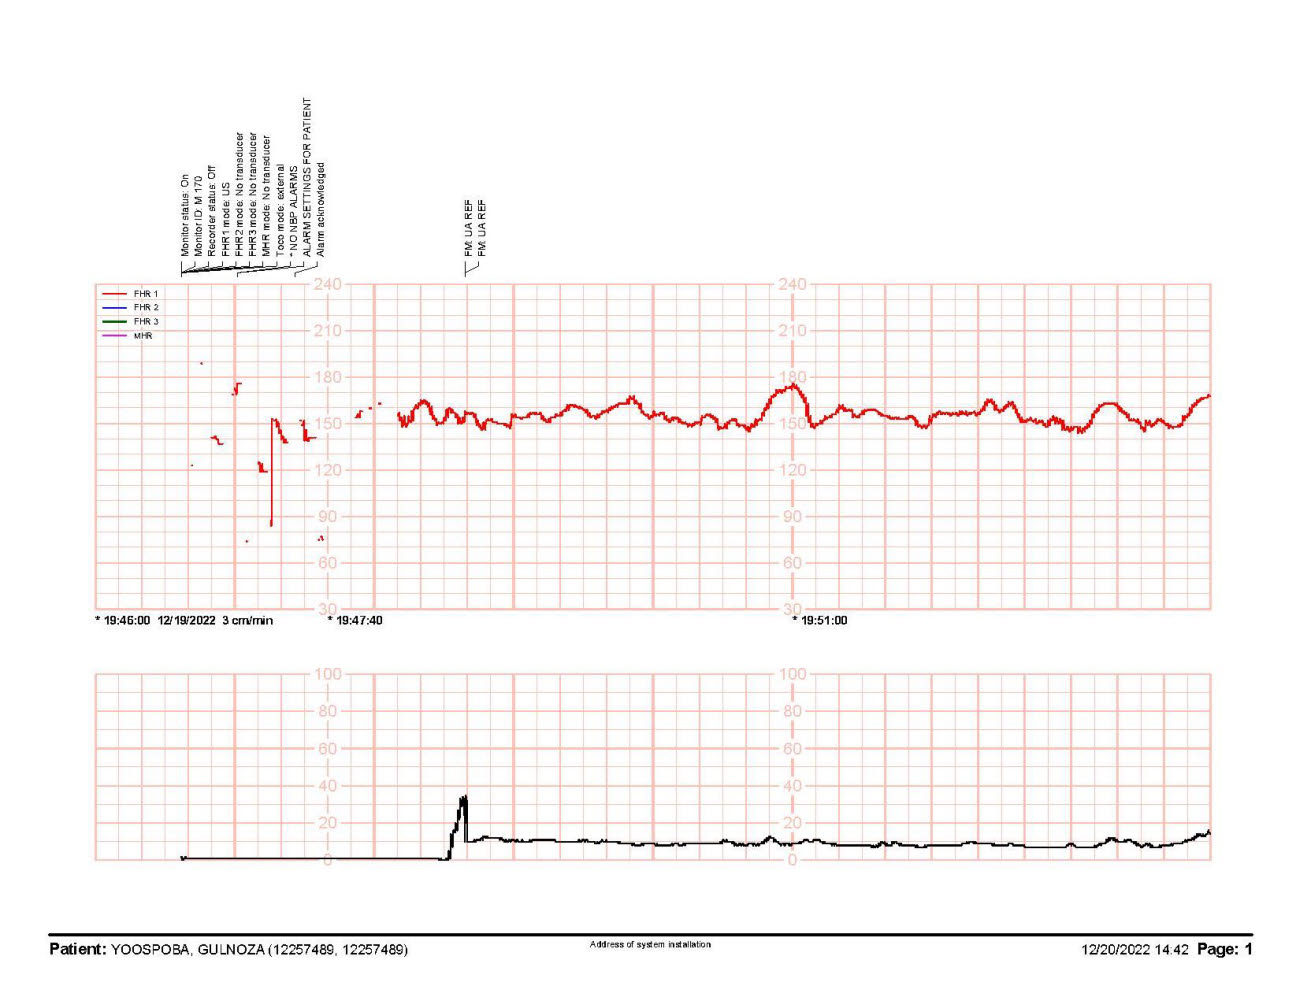 Monitor status: On
Monitor ID: M 170
Recorder status: Off
FHR1 mode: US
FHR2 mode: No transducer
FHR3 mode: No transducer
MHR mode: No transducer
Toco mode: external
* NO NBP ALARMS
ALARM SETTINGS FOR PATIENT
Alarm acknowledged
FM: UA REF
FM: UA REF
FHR 1
FHR 2
FHR 3
MHR
240 240
210 210
180 180
150 150
120 120
90 90
60 60
30 30
* 19:46:00 12/19/2022 3 cm/min * 19:47:40 * 19:51:00
100 100
80 80
60 60
40 40
20 20
0 0
Patient: YOOSPOBA, GULNOZA (12257489, 12257489) Address of system installation 12/20/2022 14:42 Page: 1